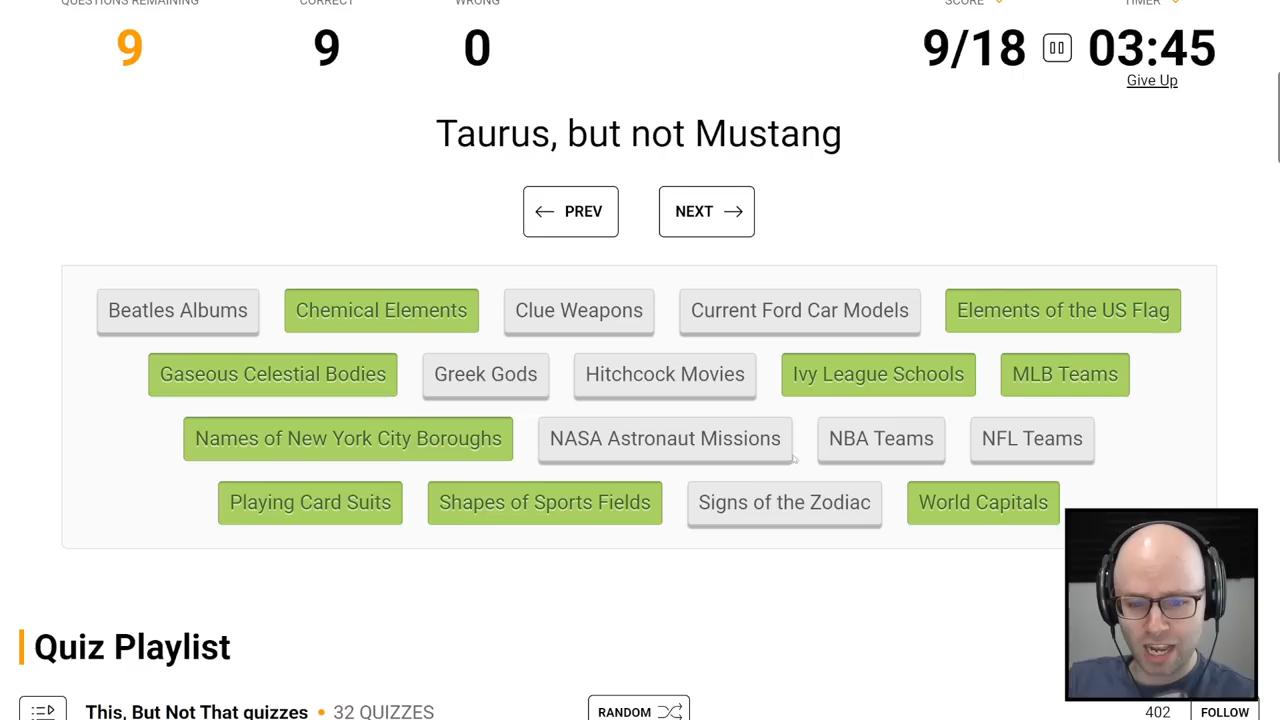 QUESTIONS REMAINING CORRECT WRONG SCORE TIMER
9 9 0 9/18 03:45
Give Up
Taurus, but not Mustang
PREV NEXT
Beatles Albums Chemical Elements Clue Weapons Current Ford Car Models Elements of the US Flag
Gaseous Celestial Bodies Greek Gods Hitchcock Movies Ivy League Schools MLB Teams
Names of New York City Boroughs NASA Astronaut Missions NBA Teams NFL Teams
Playing Card Suits Shapes of Sports Fields Signs of the Zodiac World Capitals
Quiz Playlist
This, But Not That quizzes • 32 QUIZZES RANDOM 402 FOLLOW